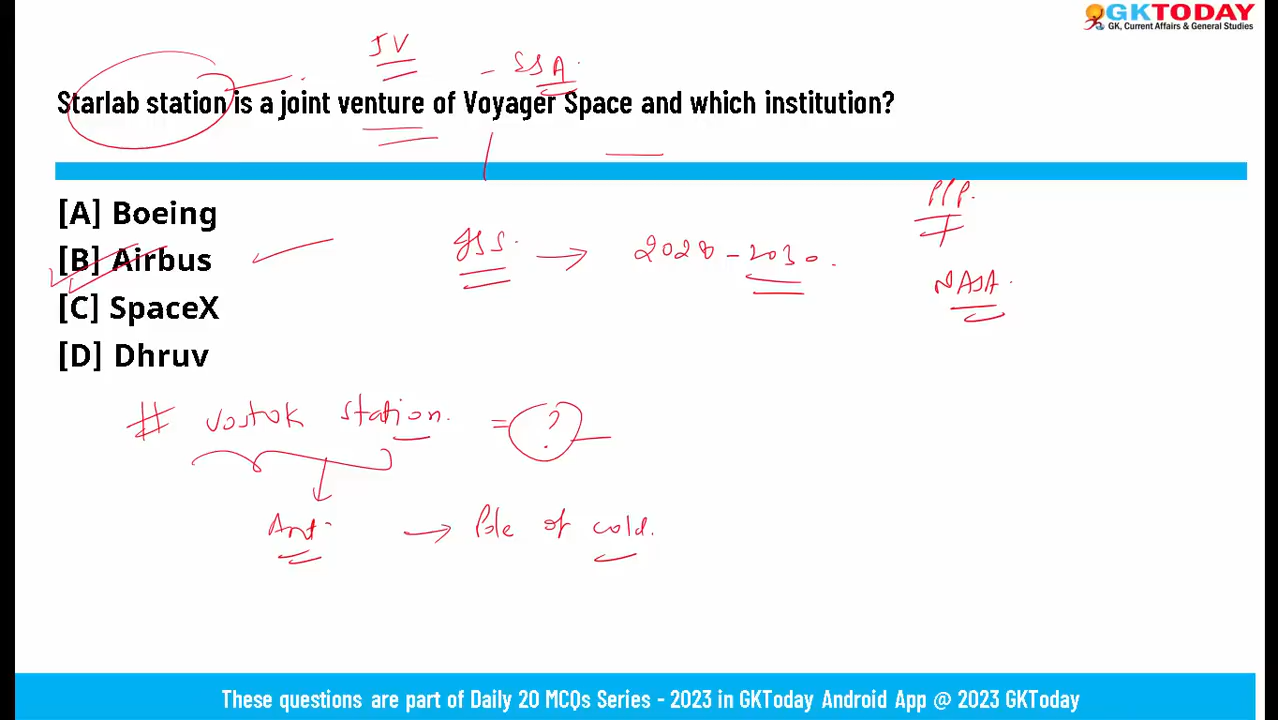 GKTODAY
GK, Current Affairs & General Studies
JV
- SSA
Starlab station is a joint venture of Voyager Space and which institution?
[A] Boeing
[B] Airbus
[C] SpaceX
[D] Dhruv
PPP.
→ 2028 - 2030.
NASA.
# Vostok station. = ?
Ant. → Pole of cold.
These questions are part of Daily 20 MCQs Series - 2023 in GKToday Android App @ 2023 GKToday